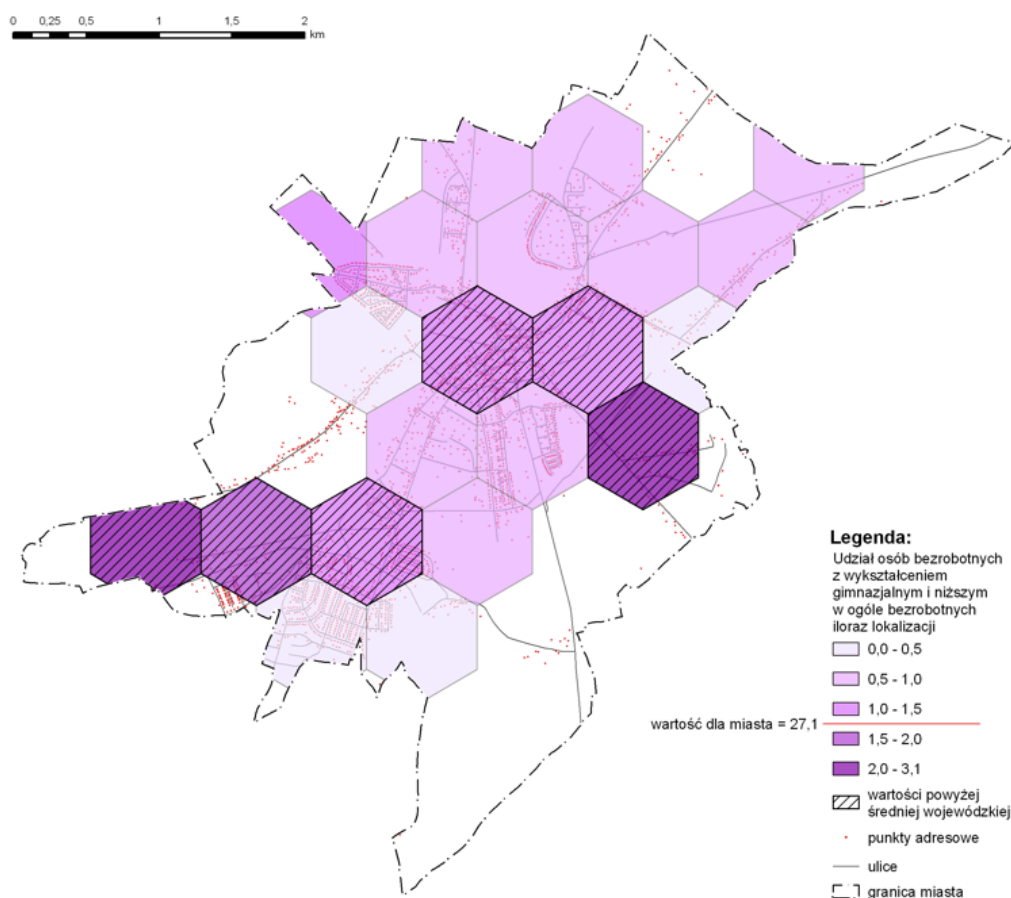 0 0,25 0,5 1 1,5 2
km
Legenda:
Udział osób bezrobotnych
z wykształceniem
gimnazjalnym i niższym
w ogóle bezrobotnych
iloraz lokalizacji
0,0 - 0,5
0,5 - 1,0
1,0 - 1,5
wartość dla miasta = 27,1
1,5 - 2,0
2,0 - 3,1
wartości powyżej
średniej wojewódzkiej
punkty adresowe
ulice
granica miasta